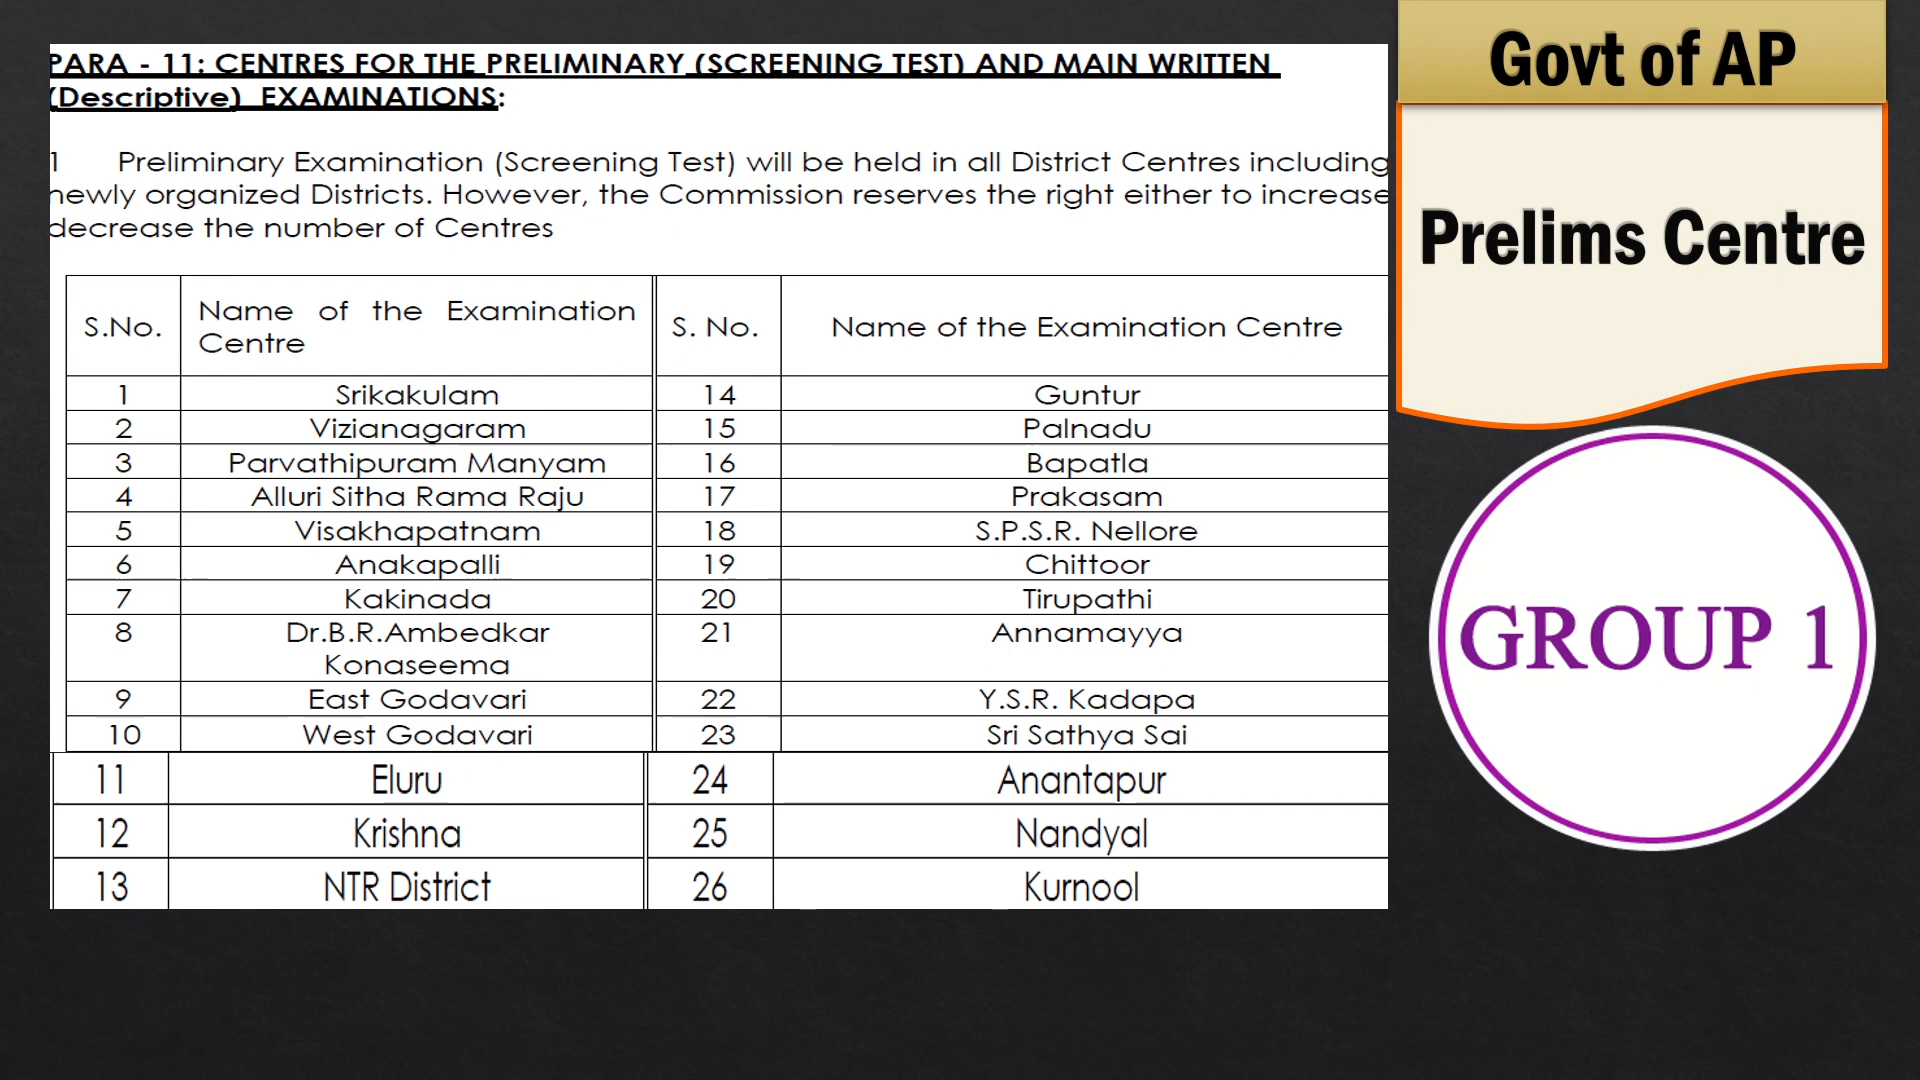 PARA - 11: CENTRES FOR THE PRELIMINARY (SCREENING TEST) AND MAIN WRITTEN
(Descriptive) EXAMINATIONS:
1 Preliminary Examination (Screening Test) will be held in all District Centres including
newly organized Districts. However, the Commission reserves the right either to increase
decrease the number of Centres
S.No. Name of the Examination Centre S. No. Name of the Examination Centre
1 Srikakulam 14 Guntur
2 Vizianagaram 15 Palnadu
3 Parvathipuram Manyam 16 Bapatla
4 Alluri Sitha Rama Raju 17 Prakasam
5 Visakhapatnam 18 S.P.S.R. Nellore
6 Anakapalli 19 Chittoor
7 Kakinada 20 Tirupathi
8 Dr.B.R.Ambedkar Konaseema 21 Annamayya
9 East Godavari 22 Y.S.R. Kadapa
10 West Godavari 23 Sri Sathya Sai
11 Eluru 24 Anantapur
12 Krishna 25 Nandyal
13 NTR District 26 Kurnool
Govt of AP
Prelims Centre
GROUP 1